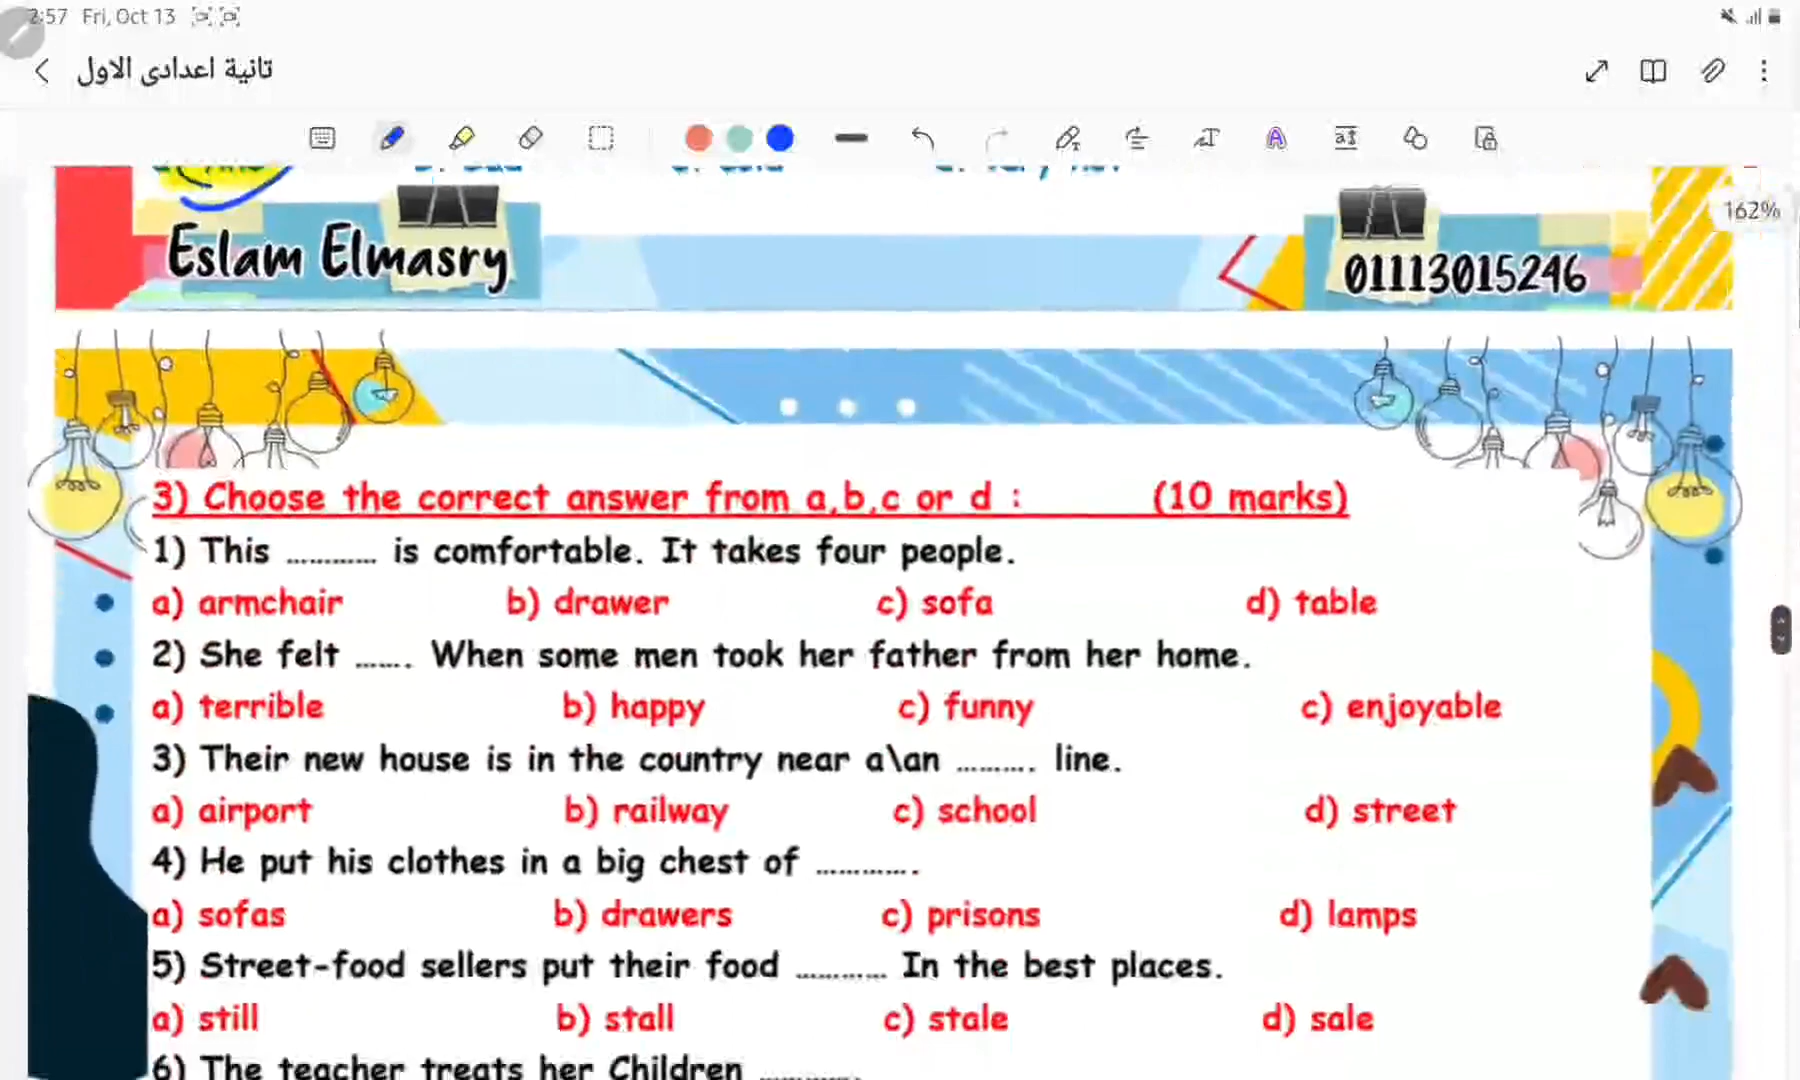 2:57 Fri, Oct 13
تانية اعدادى الاول
162%
Eslam Elmasry
01113015246
3) Choose the correct answer from a,b,c or d : (10 marks)
1) This ............ is comfortable. It takes four people.
a) armchair b) drawer c) sofa d) table
2) She felt ....... When some men took her father from her home.
a) terrible b) happy c) funny c) enjoyable
3) Their new house is in the country near a\an .......... line.
a) airport b) railway c) school d) street
4) He put his clothes in a big chest of .............
a) sofas b) drawers c) prisons d) lamps
5) Street-food sellers put their food ............ In the best places.
a) still b) stall c) stale d) sale
6) The teacher treats her Children .............